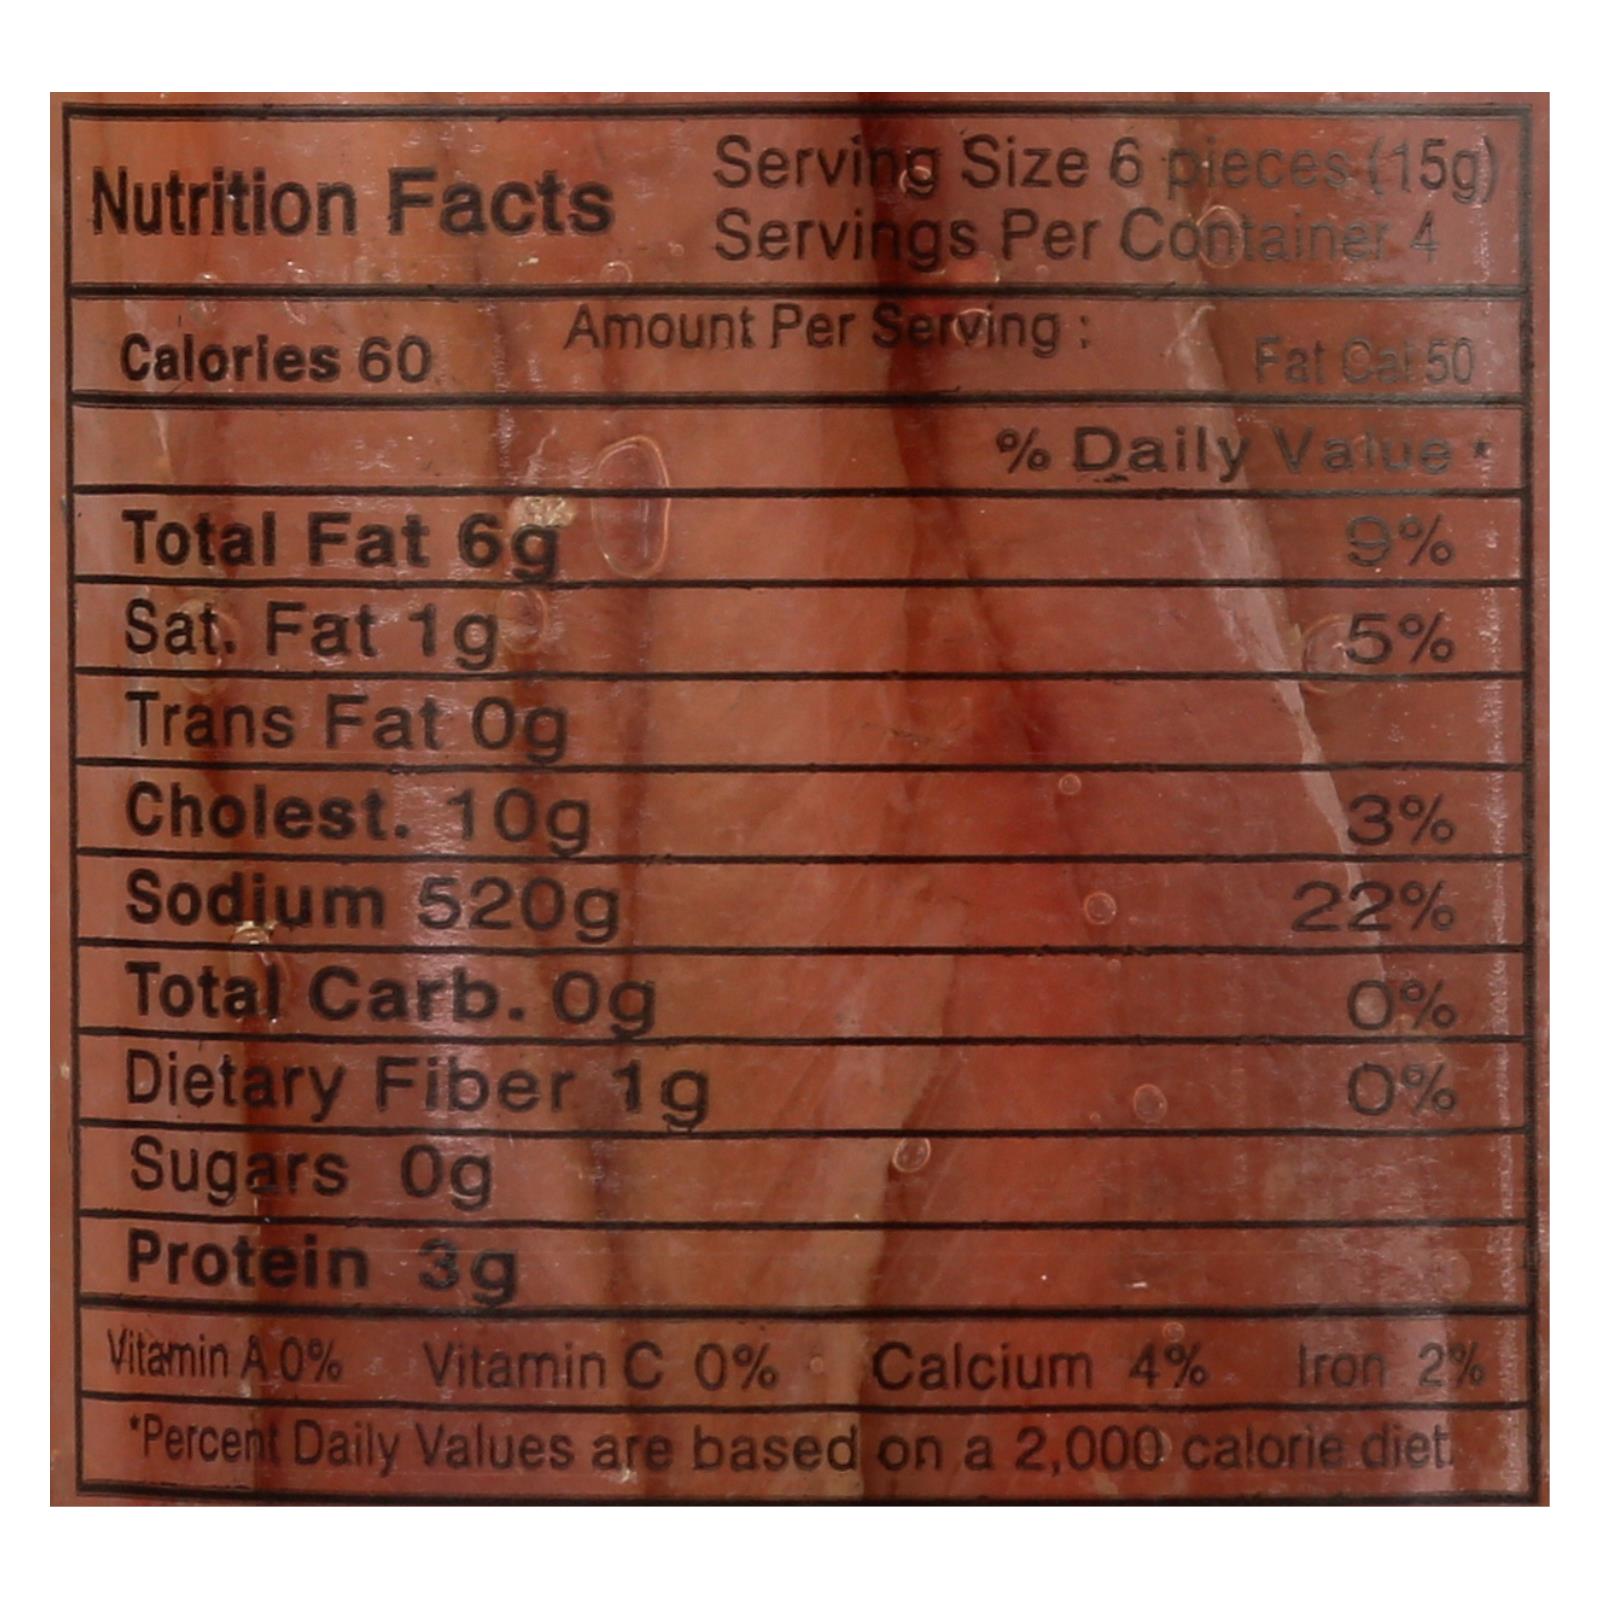 Nutrition Facts
Serving Size 6 pieces (15g)
Servings Per Container 4
Amount Per Serving :
Calories 60
Fat Cal 50
% Daily Value *
Total Fat 6g 9%
Sat. Fat 1g 5%
Trans Fat 0g
Cholest. 10g 3%
Sodium 520g 22%
Total Carb. 0g 0%
Dietary Fiber 1g 0%
Sugars 0g
Protein 3g
Vitamin A 0% Vitamin C 0% Calcium 4% Iron 2%
*Percent Daily Values are based on a 2,000 calorie diet.